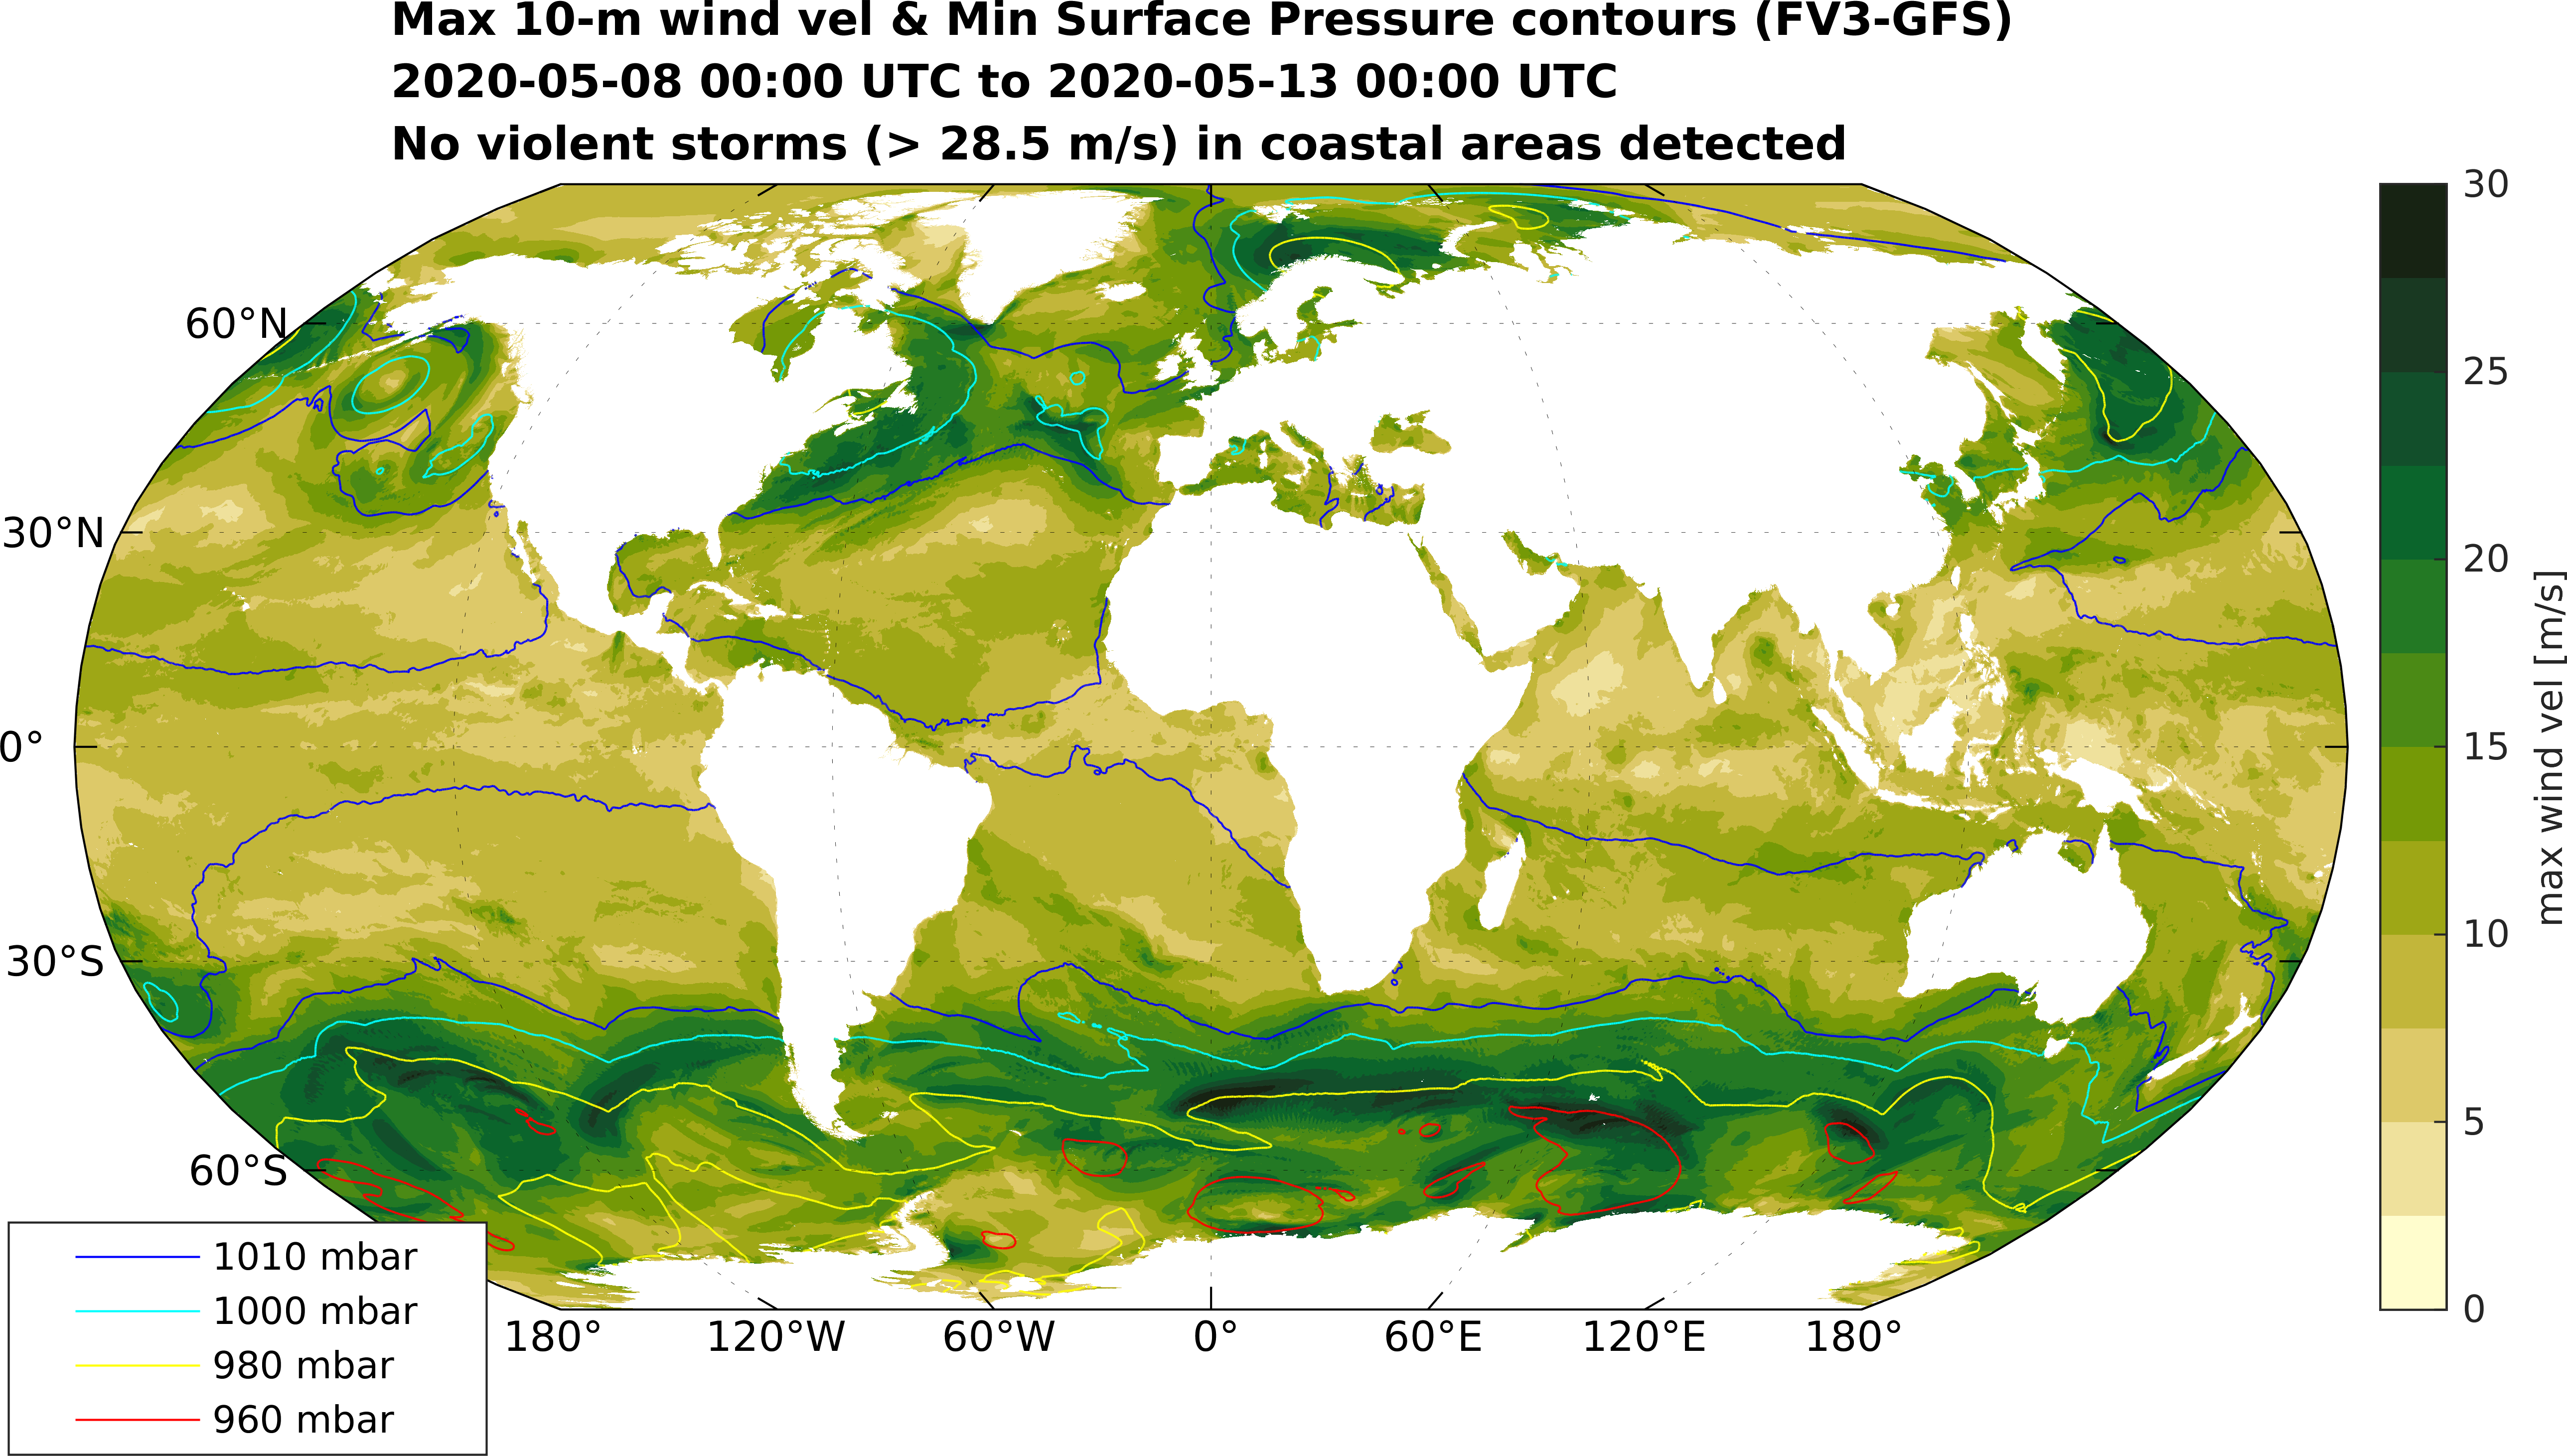 Max 10-m wind vel & Min Surface Pressure contours (FV3-GFS)
2020-05-08 00:00 UTC to 2020-05-13 00:00 UTC
No violent storms (> 28.5 m/s) in coastal areas detected
60°N
30°N
0°
30°S
60°S
180°
120°W
60°W
0°
60°E
120°E
180°
1010 mbar
1000 mbar
980 mbar
960 mbar
30
25
20
15
10
5
0
max wind vel [m/s]